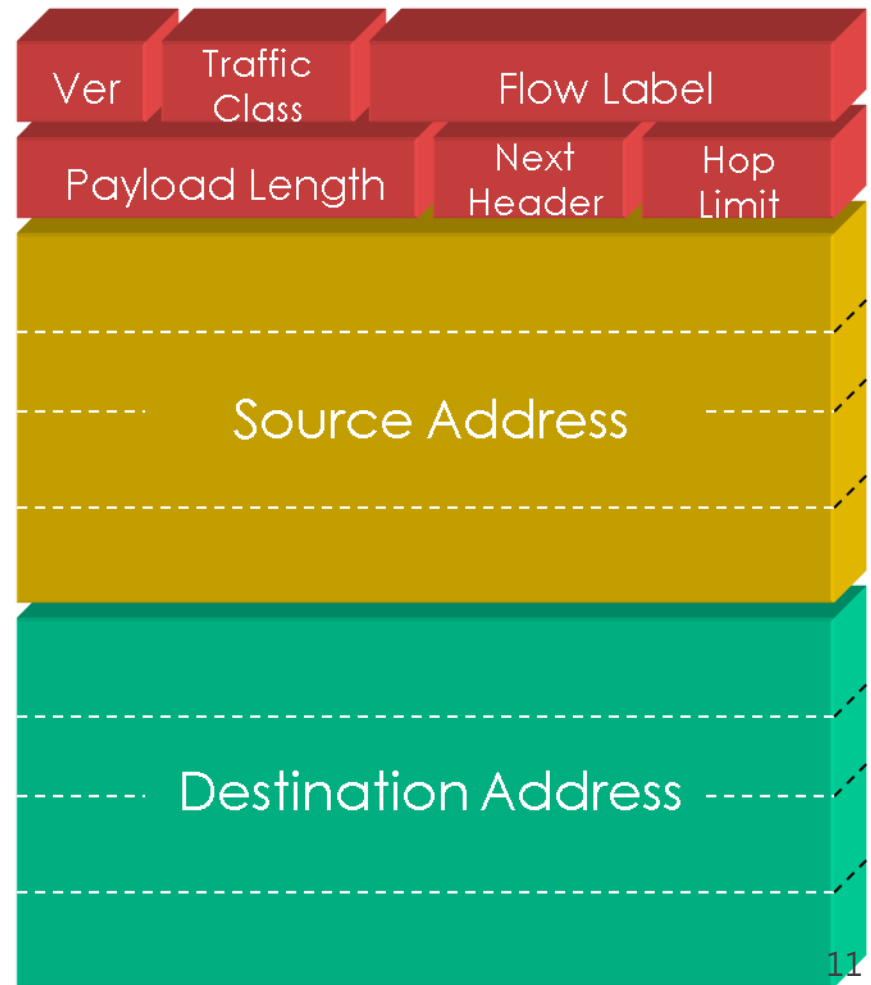 Ver
Traffic
Class
Flow Label
Payload Length
Next
Header
Hop
Limit
Source Address
Destination Address
11